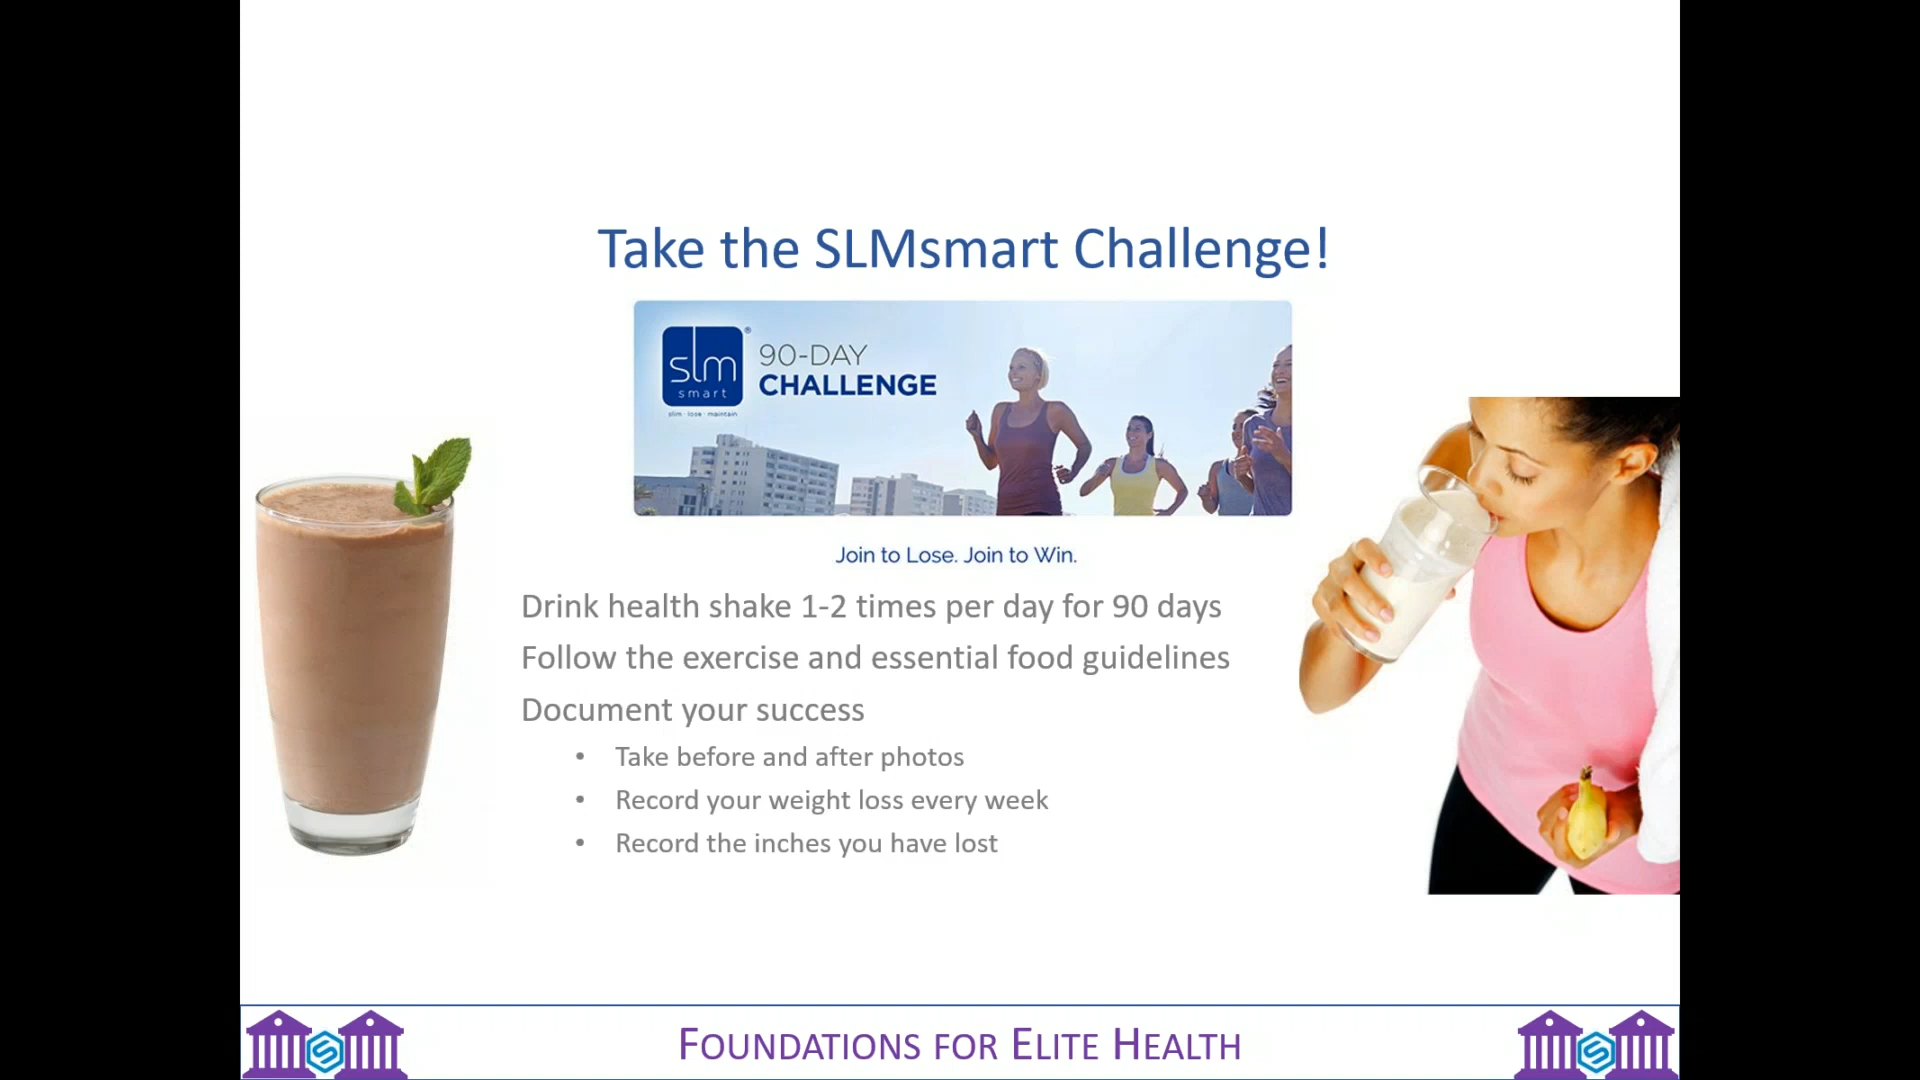 Take the SLMsmart Challenge!
slm®
smart
slim · lose · maintain
90-DAY
CHALLENGE
Join to Lose. Join to Win.
Drink health shake 1-2 times per day for 90 days
Follow the exercise and essential food guidelines
Document your success
• Take before and after photos
• Record your weight loss every week
• Record the inches you have lost
FOUNDATIONS FOR ELITE HEALTH